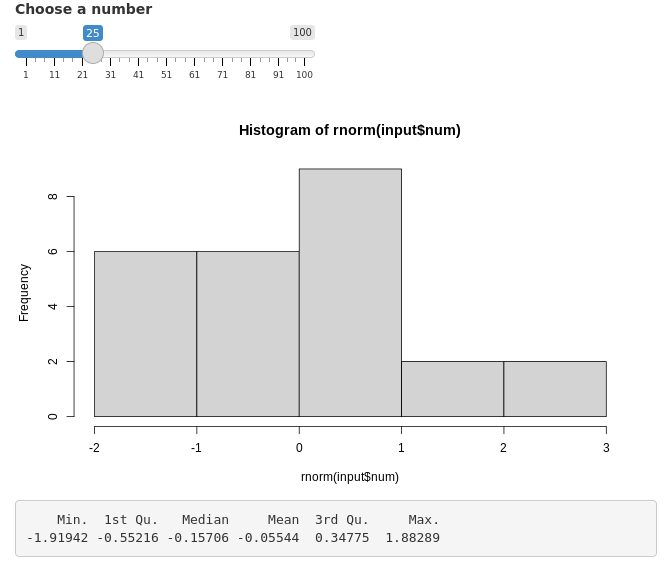 Choose a number
1 25 100
1 11 21 31 41 51 61 71 81 91 100
Histogram of rnorm(input$num)
8
6
4
2
0
Frequency
-2 -1 0 1 2 3
rnorm(input$num)
Min. 1st Qu. Median Mean 3rd Qu. Max.
-1.91942 -0.55216 -0.15706 -0.05544 0.34775 1.88289